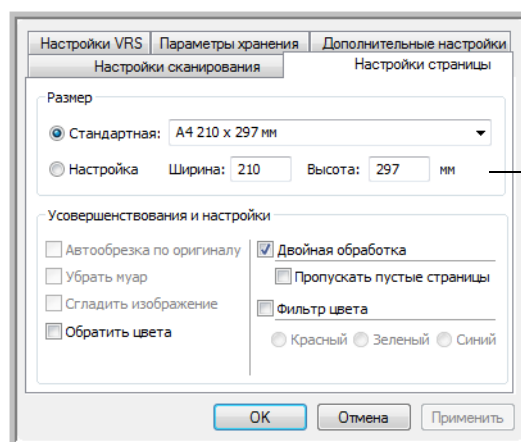 Настройки VRS Параметры хранения Дополнительные настройки
Настройки сканирования Настройки страницы
Размер
Стандартная: A4 210 x 297 мм
Настройка Ширина: 210 Высота: 297 мм
Усовершенствования и настройки
Автообрезка по оригиналу
Убрать муар
Сгладить изображение
Обратить цвета
Двойная обработка
Пропускать пустые страницы
Фильтр цвета
Красный Зеленый Синий
OK Отмена Применить